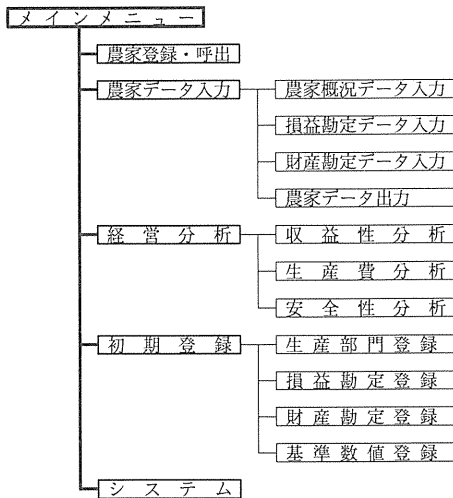 メインメニュー
農家登録・呼出
農家データ入力
農家概況データ入力
損益勘定データ入力
財産勘定データ入力
農家データ出力
経営分析
収益性分析
生産費分析
安全性分析
初期登録
生産部門登録
損益勘定登録
財産勘定登録
基準数値登録
システム